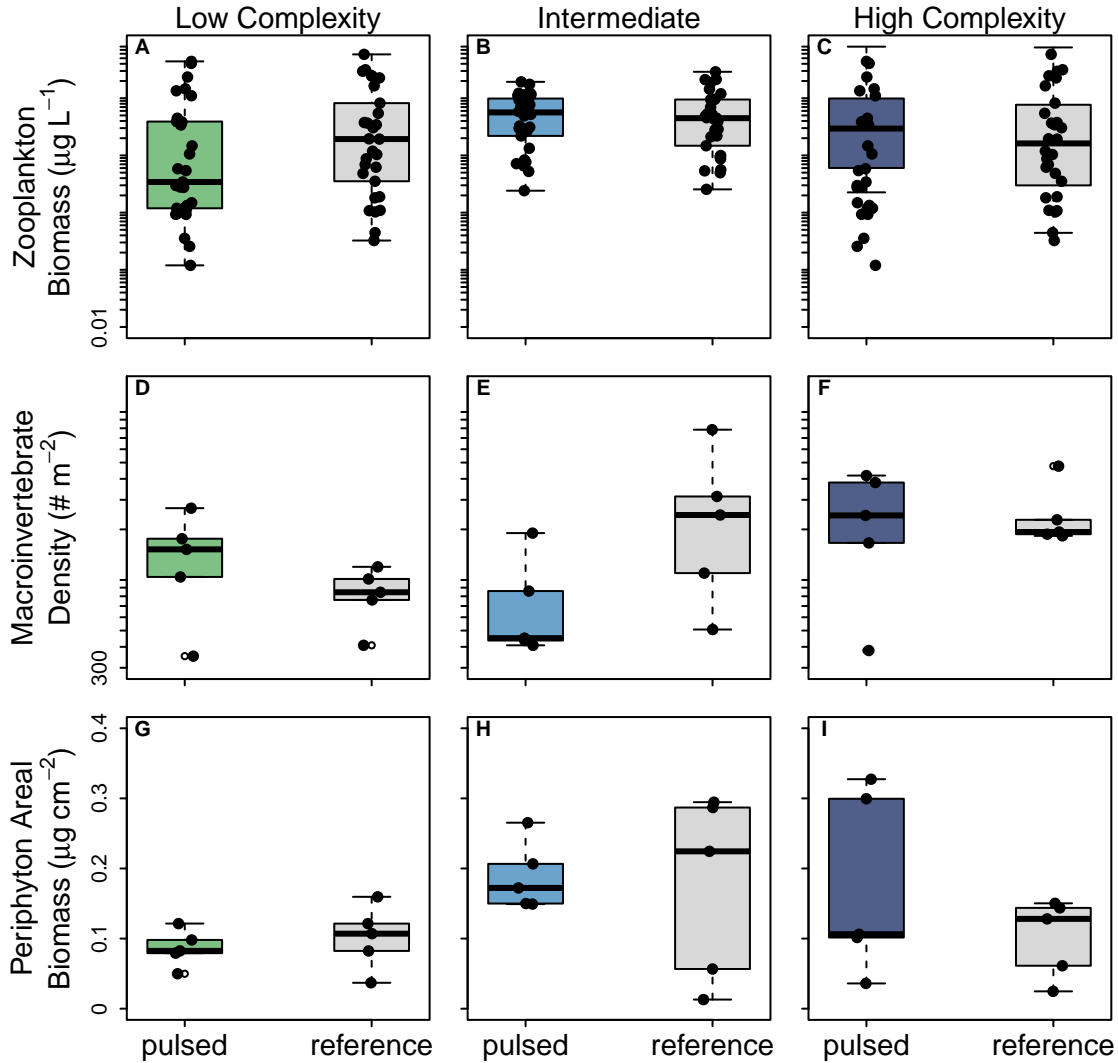 Low Complexity
Intermediate
High Complexity
A
B
C
Zooplankton
Biomass (μg L⁻¹)
0.01
D
E
F
Macroinvertebrate
Density (# m⁻²)
300
G
H
I
Periphyton Areal
Biomass (μg cm⁻²)
0.4
0.3
0.2
0.1
0
pulsed
reference
pulsed
reference
pulsed
reference